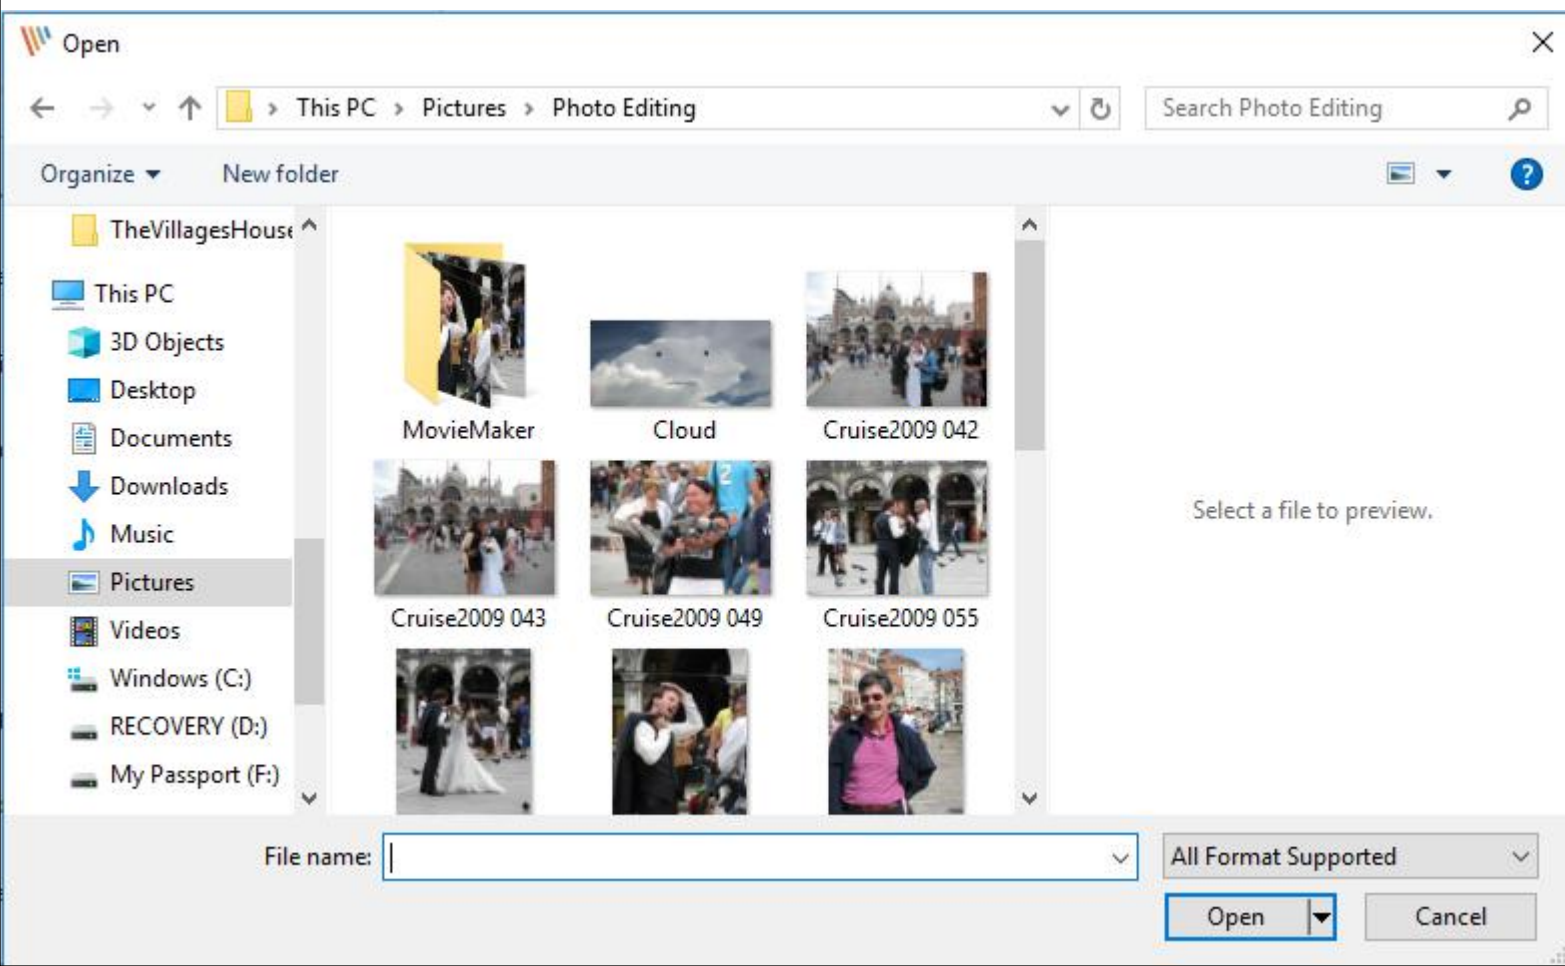 Open
This PC > Pictures > Photo Editing
Search Photo Editing
Organize
New folder
TheVillagesHouse
This PC
3D Objects
Desktop
Documents
Downloads
Music
Pictures
Videos
Windows (C:)
RECOVERY (D:)
My Passport (F:)
MovieMaker
Cloud
Cruise2009 042
Cruise2009 043
Cruise2009 049
Cruise2009 055
2
Select a file to preview.
File name:
All Format Supported
Open
Cancel